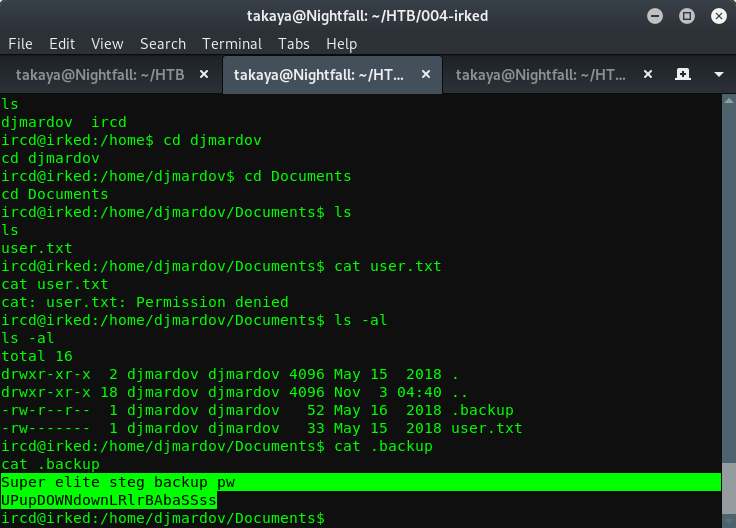 takaya@Nightfall: ~/HTB/004-irked
File Edit View Search Terminal Tabs Help
takaya@Nightfall: ~/HTB × takaya@Nightfall: ~/HT... × takaya@Nightfall: ~/HT... ×
ls
djmardov  ircd
ircd@irked:/home$ cd djmardov
cd djmardov
ircd@irked:/home/djmardov$ cd Documents
cd Documents
ircd@irked:/home/djmardov/Documents$ ls
ls
user.txt
ircd@irked:/home/djmardov/Documents$ cat user.txt
cat user.txt
cat: user.txt: Permission denied
ircd@irked:/home/djmardov/Documents$ ls -al
ls -al
total 16
drwxr-xr-x  2 djmardov djmardov 4096 May 15  2018 .
drwxr-xr-x 18 djmardov djmardov 4096 Nov  3 04:40 ..
-rw-r--r--  1 djmardov djmardov   52 May 16  2018 .backup
-rw-------  1 djmardov djmardov   33 May 15  2018 user.txt
ircd@irked:/home/djmardov/Documents$ cat .backup
cat .backup
Super elite steg backup pw
UPupDOWNdownLRlrBAbaSSss
ircd@irked:/home/djmardov/Documents$